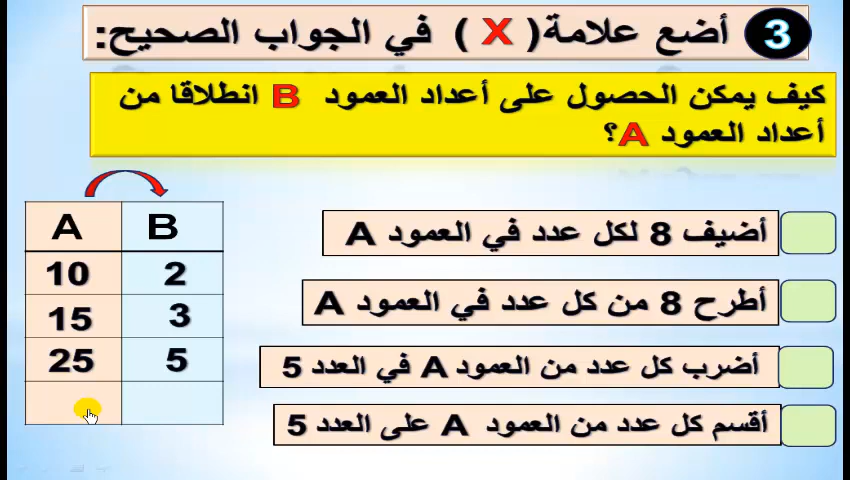 3 أضع علامة( X ) في الجواب الصحيح:
كيف يمكن الحصول على أعداد العمود B انطلاقا من
أعداد العمود A؟
A B
10 2
15 3
25 5
أضيف 8 لكل عدد في العمود A
أطرح 8 من كل عدد في العمود A
أضرب كل عدد من العمود A في العدد 5
أقسم كل عدد من العمود A على العدد 5